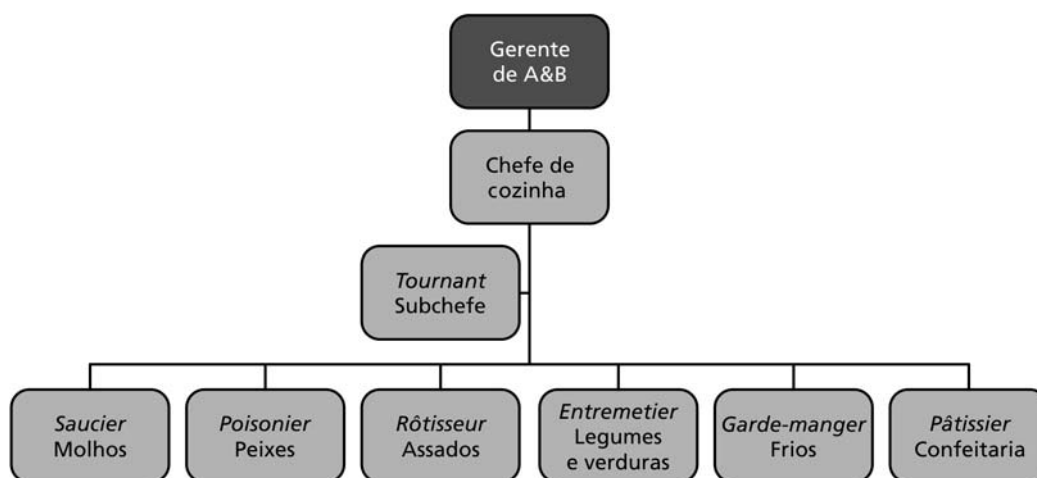 Gerente
de A&B
Chefe de
cozinha
Tournant
Subchefe
Saucier
Molhos
Poisonier
Peixes
Rôtisseur
Assados
Entremetier
Legumes
e verduras
Garde-manger
Frios
Pâtissier
Confeitaria